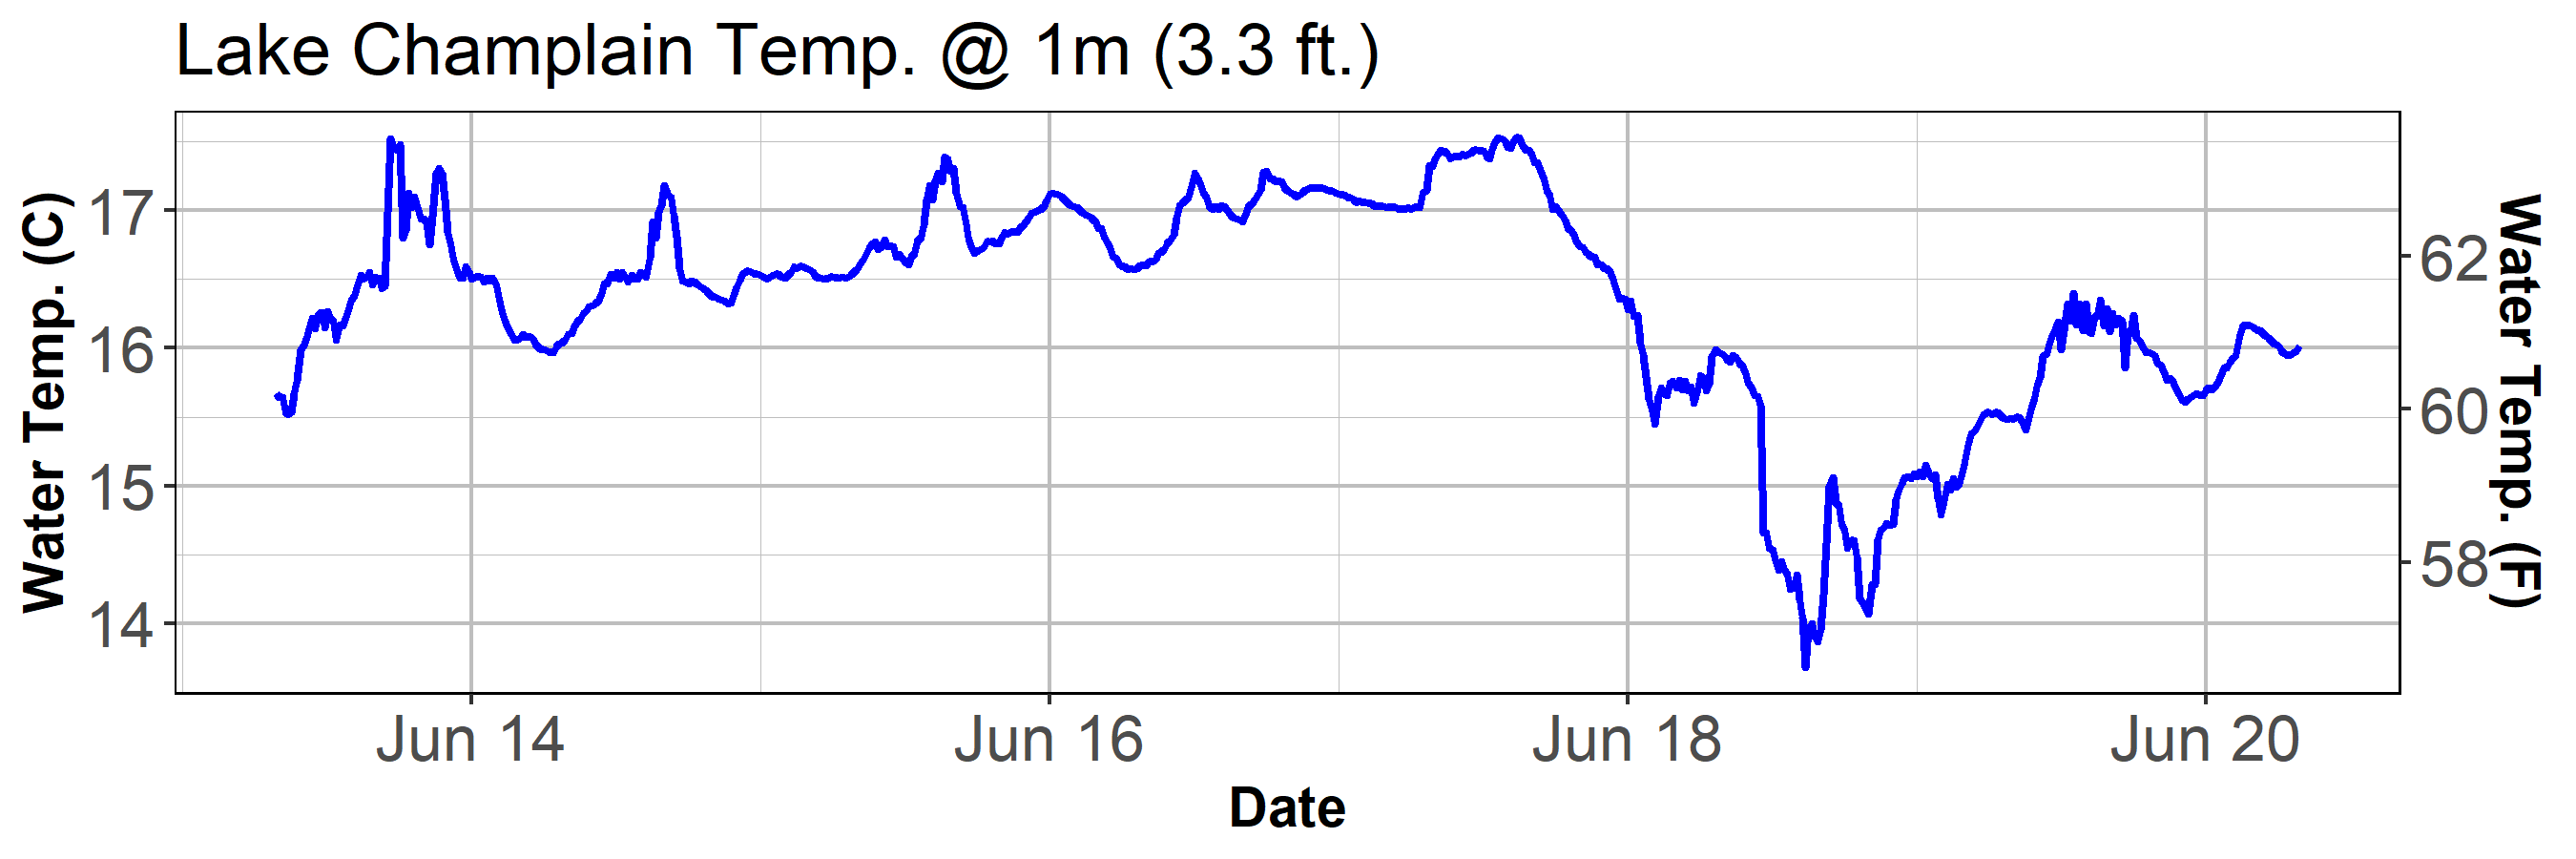 Lake Champlain Temp. @ 1m (3.3 ft.)
Water Temp. (C)
17
16
15
14
62
60
58
Water Temp. (F)
Jun 14
Jun 16
Jun 18
Jun 20
Date